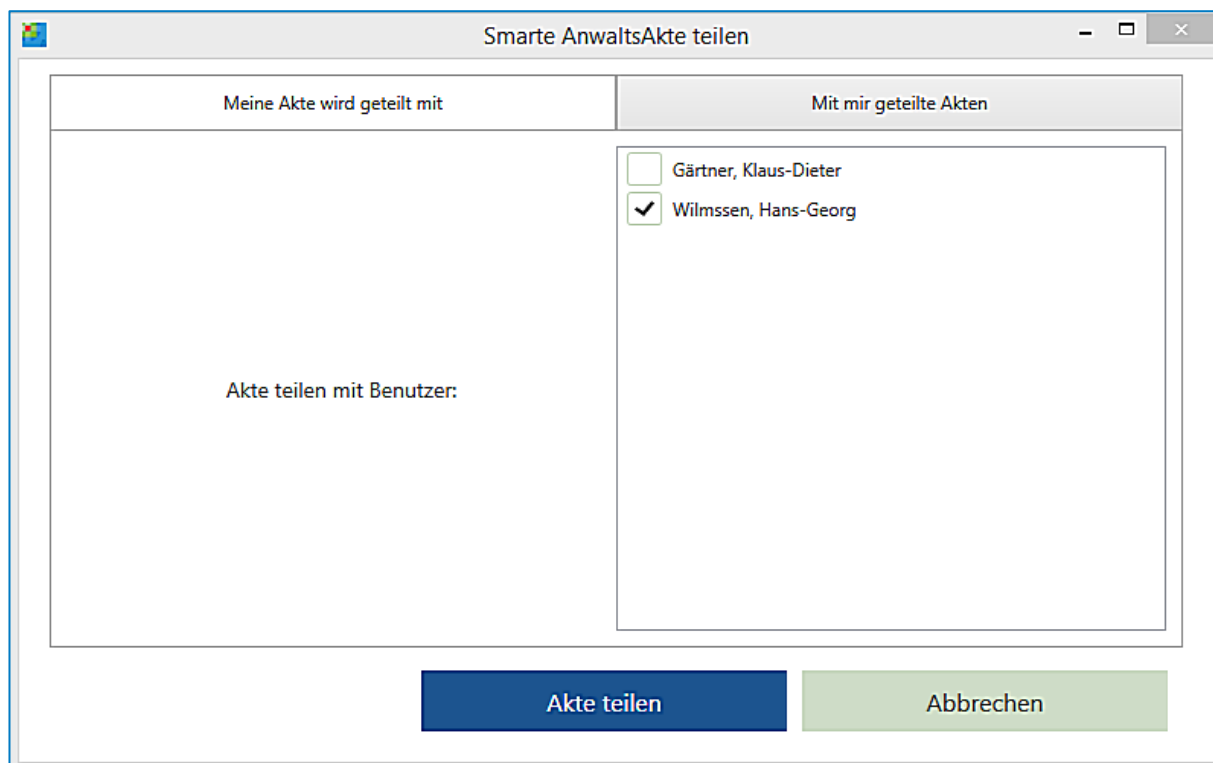 Smarte AnwaltsAkte teilen
Meine Akte wird geteilt mit
Mit mir geteilte Akten
Akte teilen mit Benutzer:
Gärtner, Klaus-Dieter
Wilmssen, Hans-Georg
Akte teilen
Abbrechen